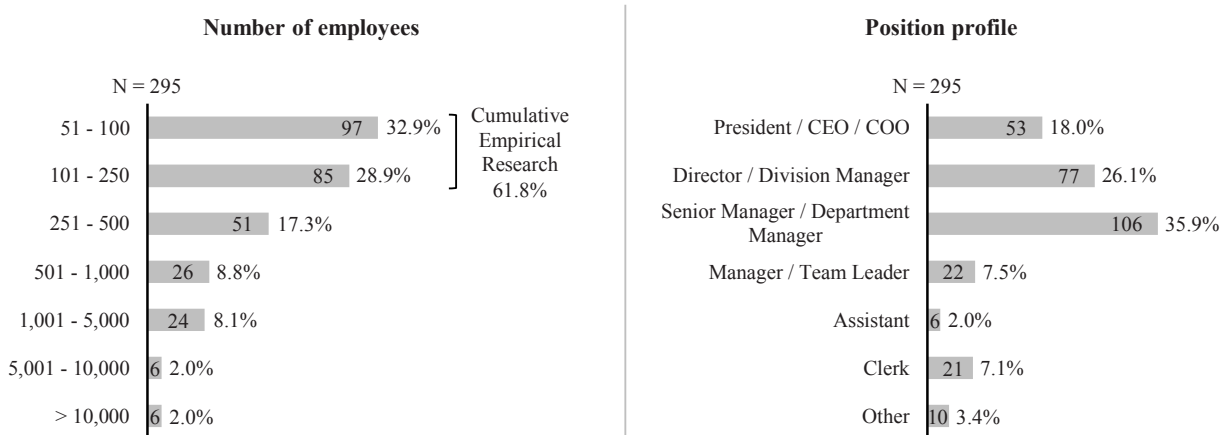 Number of employees
N = 295
51 - 100 97 32.9%
101 - 250 85 28.9%
251 - 500 51 17.3%
501 - 1,000 26 8.8%
1,001 - 5,000 24 8.1%
5,001 - 10,000 6 2.0%
> 10,000 6 2.0%
Cumulative
Empirical
Research
61.8%
Position profile
N = 295
President / CEO / COO 53 18.0%
Director / Division Manager 77 26.1%
Senior Manager / Department
Manager 106 35.9%
Manager / Team Leader 22 7.5%
Assistant 6 2.0%
Clerk 21 7.1%
Other 10 3.4%